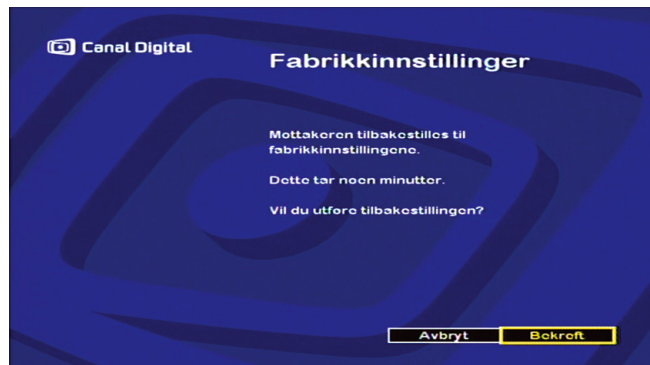 Canal Digital
Fabrikkinnstillinger
Mottakeren tilbakestilles til
fabrikkinnstillingene.
Dette tar noen minutter.
Vil du utføre tilbakestillingen?
Avbryt
Bekreft